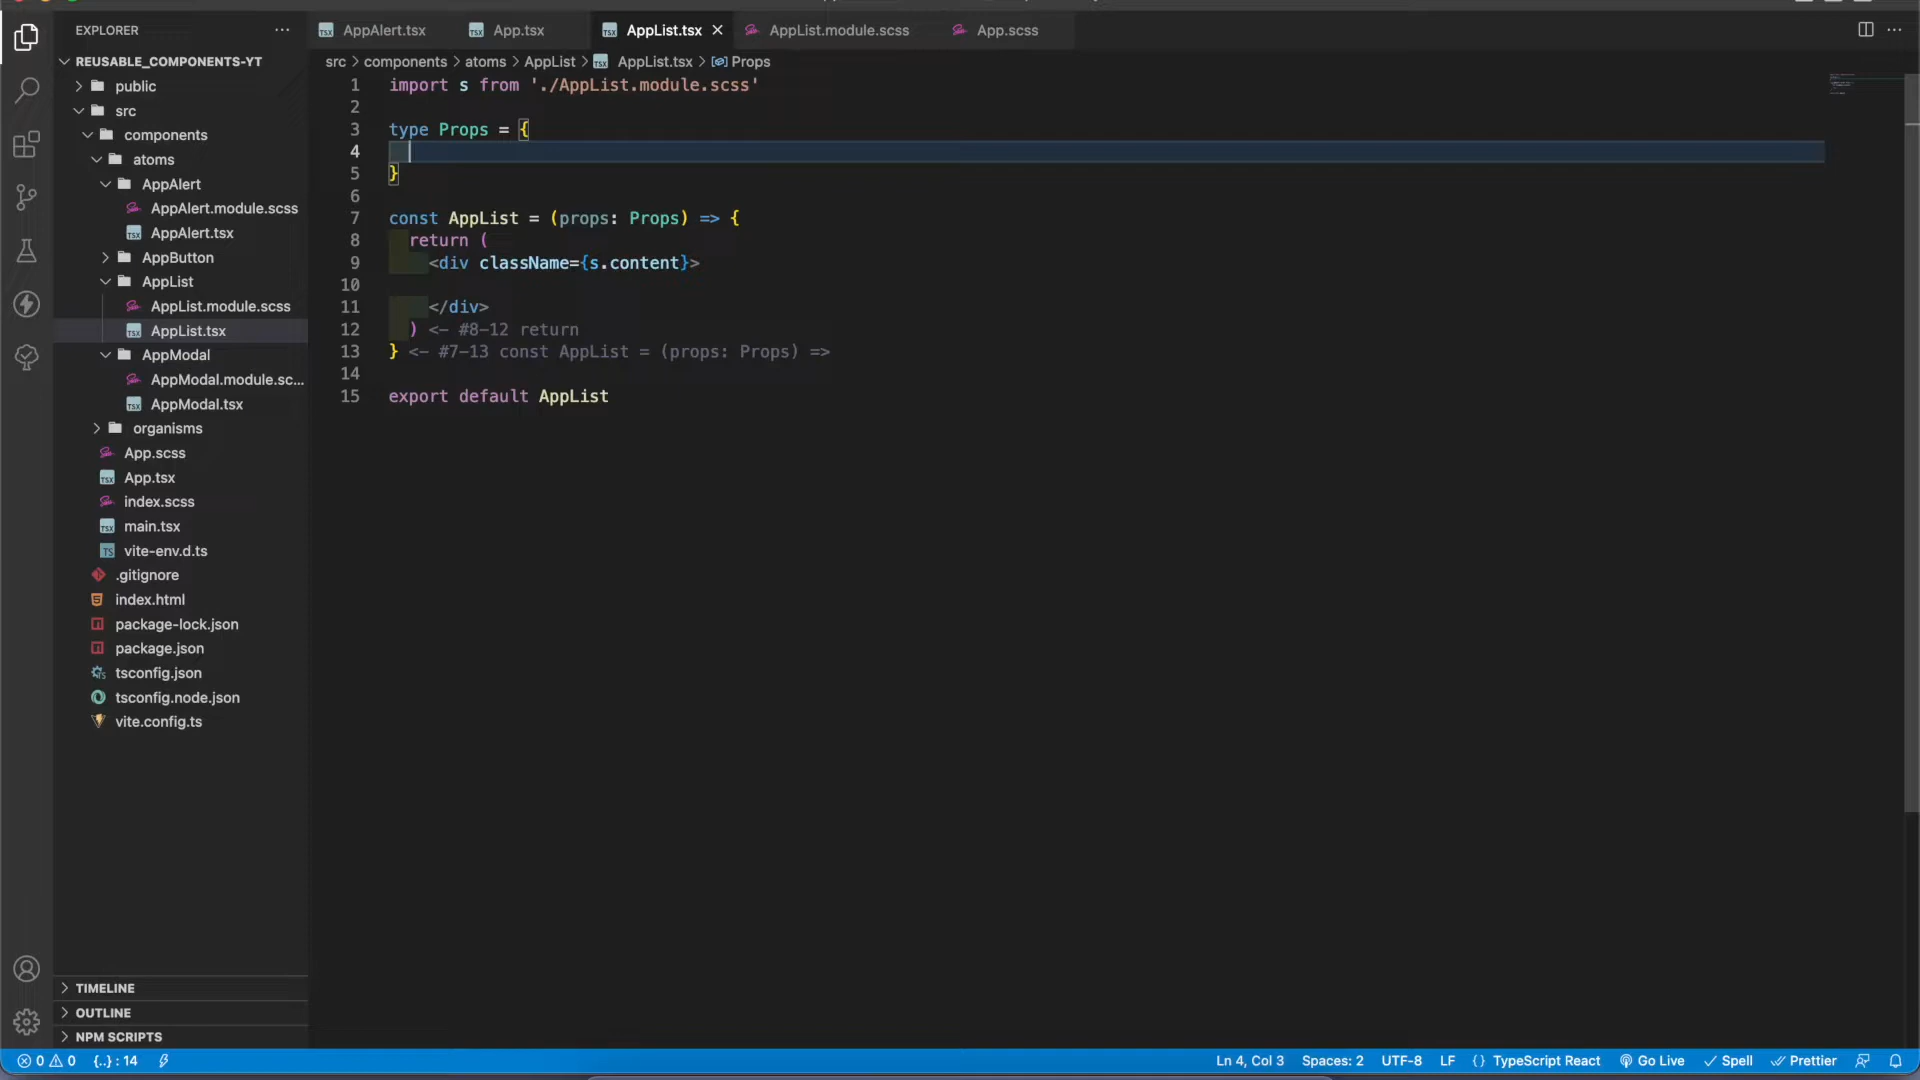 EXPLORER
REUSABLE_COMPONENTS-YT
public
src
components
atoms
AppAlert
AppAlert.module.scss
AppAlert.tsx
AppButton
AppList
AppList.module.scss
AppList.tsx
AppModal
AppModal.module.sc...
AppModal.tsx
organisms
App.scss
App.tsx
index.scss
main.tsx
vite-env.d.ts
.gitignore
index.html
package-lock.json
package.json
tsconfig.json
tsconfig.node.json
vite.config.ts
TIMELINE
OUTLINE
NPM SCRIPTS
AppAlert.tsx App.tsx AppList.tsx AppList.module.scss App.scss
src > components > atoms > AppList > AppList.tsx > Props
1 import s from './AppList.module.scss'
2
3 type Props = {
4
5 }
6
7 const AppList = (props: Props) => {
8 return (
9 <div className={s.content}>
10
11 </div>
12 ) <- #8-12 return
13 } <- #7-13 const AppList = (props: Props) =>
14
15 export default AppList
0 0 {..} : 14 Ln 4, Col 3 Spaces: 2 UTF-8 LF {} TypeScript React Go Live Spell Prettier